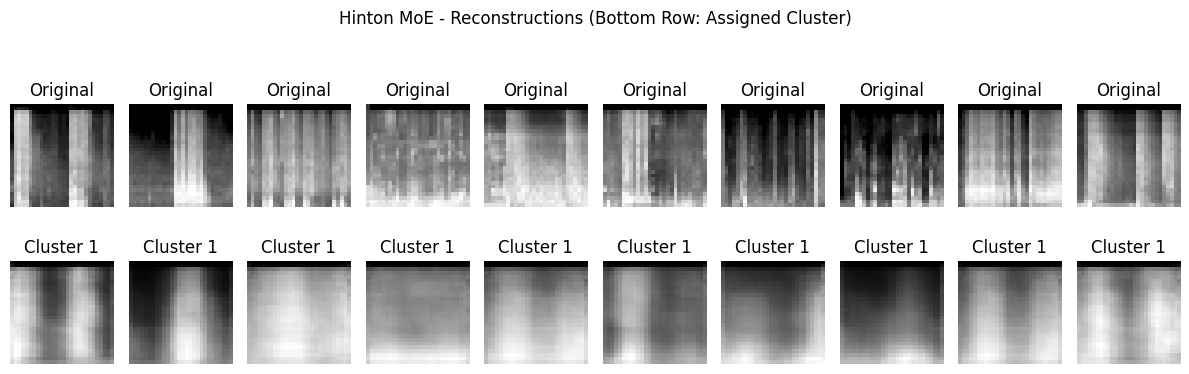 Hinton MoE - Reconstructions (Bottom Row: Assigned Cluster)
Original Original Original Original Original Original Original Original Original Original
Cluster 1 Cluster 1 Cluster 1 Cluster 1 Cluster 1 Cluster 1 Cluster 1 Cluster 1 Cluster 1 Cluster 1